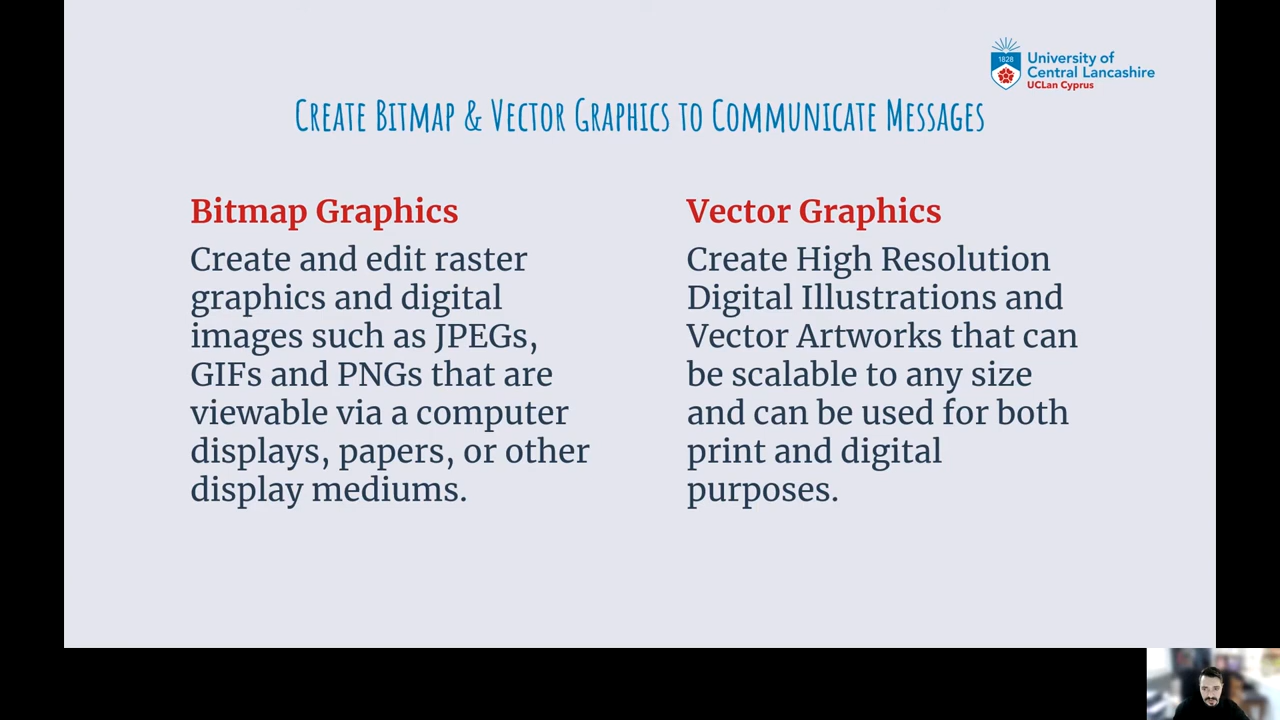 1828
University of
Central Lancashire
UCLan Cyprus
Create Bitmap & Vector Graphics to Communicate Messages
Bitmap Graphics
Create and edit raster
graphics and digital
images such as JPEGs,
GIFs and PNGs that are
viewable via a computer
displays, papers, or other
display mediums.
Vector Graphics
Create High Resolution
Digital Illustrations and
Vector Artworks that can
be scalable to any size
and can be used for both
print and digital
purposes.